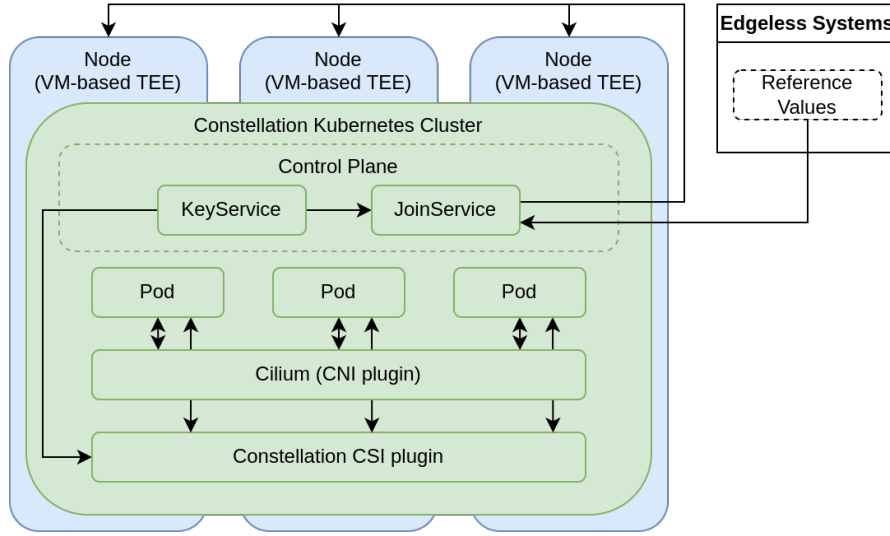 Edgeless Systems
Node
(VM-based TEE)
Node
(VM-based TEE)
Node
(VM-based TEE)
Reference
Values
Constellation Kubernetes Cluster
Control Plane
KeyService
JoinService
Pod
Pod
Pod
Cilium (CNI plugin)
Constellation CSI plugin